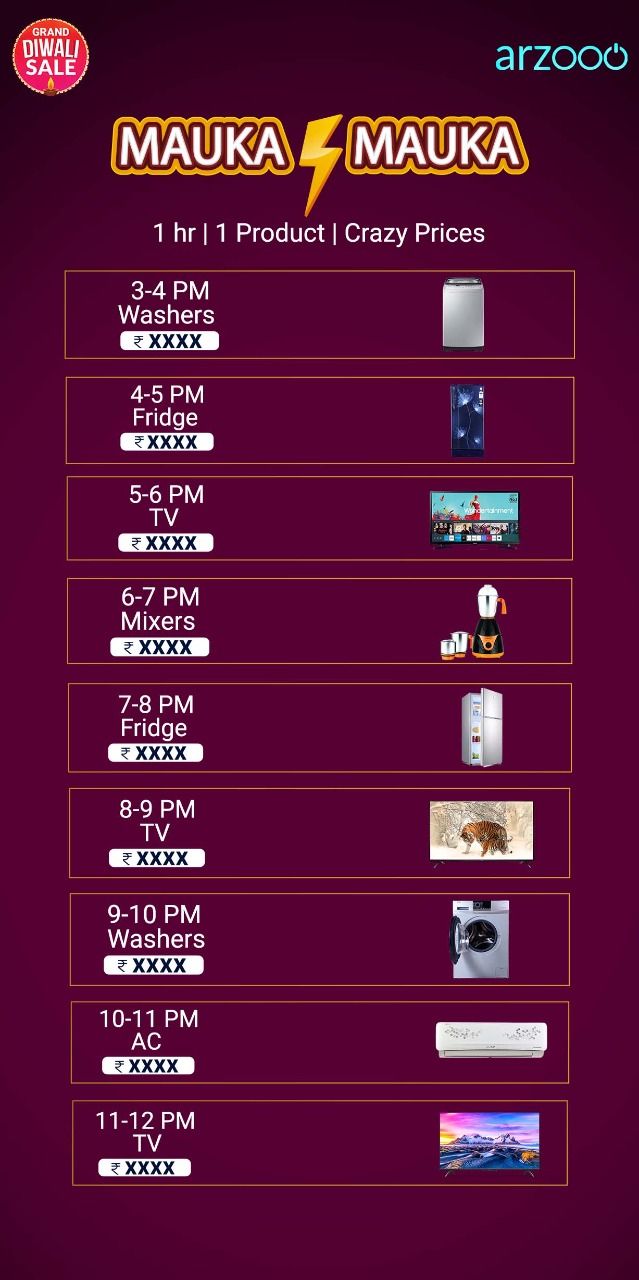 GRAND
DIWALI
SALE
arzooo
MAUKA MAUKA
1 hr | 1 Product | Crazy Prices
3-4 PM
Washers
₹ XXXX
4-5 PM
Fridge
₹ XXXX
5-6 PM
TV
₹ XXXX
Wondertainment
6-7 PM
Mixers
₹ XXXX
7-8 PM
Fridge
₹ XXXX
8-9 PM
TV
₹ XXXX
9-10 PM
Washers
₹ XXXX
10-11 PM
AC
₹ XXXX
11-12 PM
TV
₹ XXXX